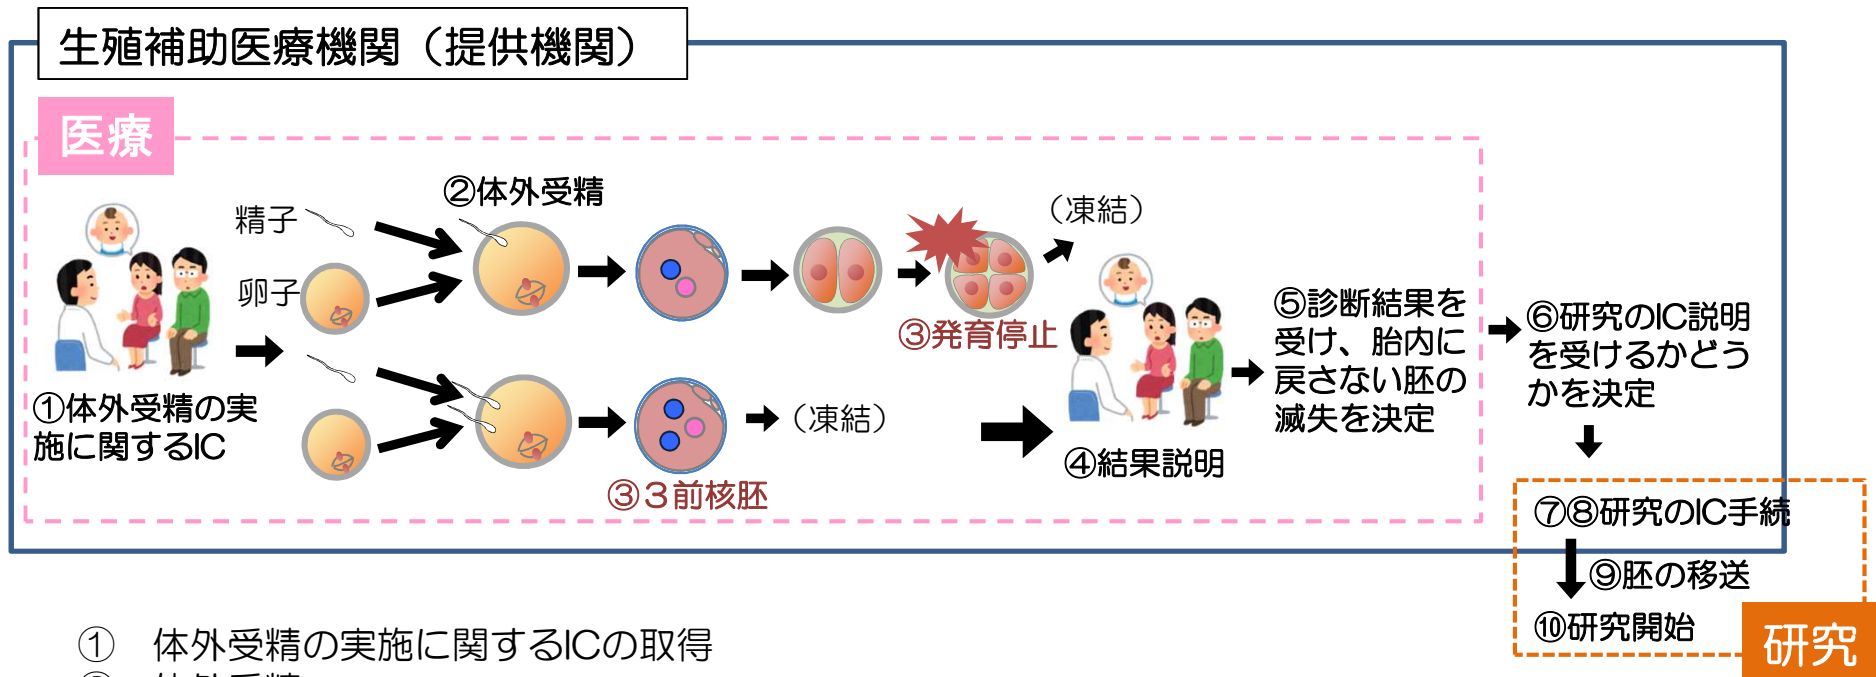 生殖補助医療機関（提供機関）
医療
②体外受精
精子
卵子
（凍結）
③発育停止
①体外受精の実
施に関するIC
（凍結）
③３前核胚
④結果説明
⑤診断結果を
受け、胎内に
戻さない胚の
滅失を決定
⑥研究のIC説明
を受けるかどう
かを決定
⑦⑧研究のIC手続
⑨胚の移送
⑩研究開始
研究
①　体外受精の実施に関するICの取得